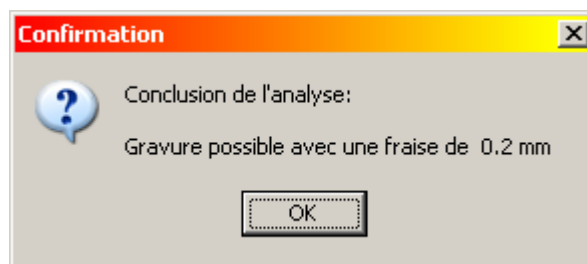 Confirmation
Conclusion de l'analyse:
Gravure possible avec une fraise de 0.2 mm
OK